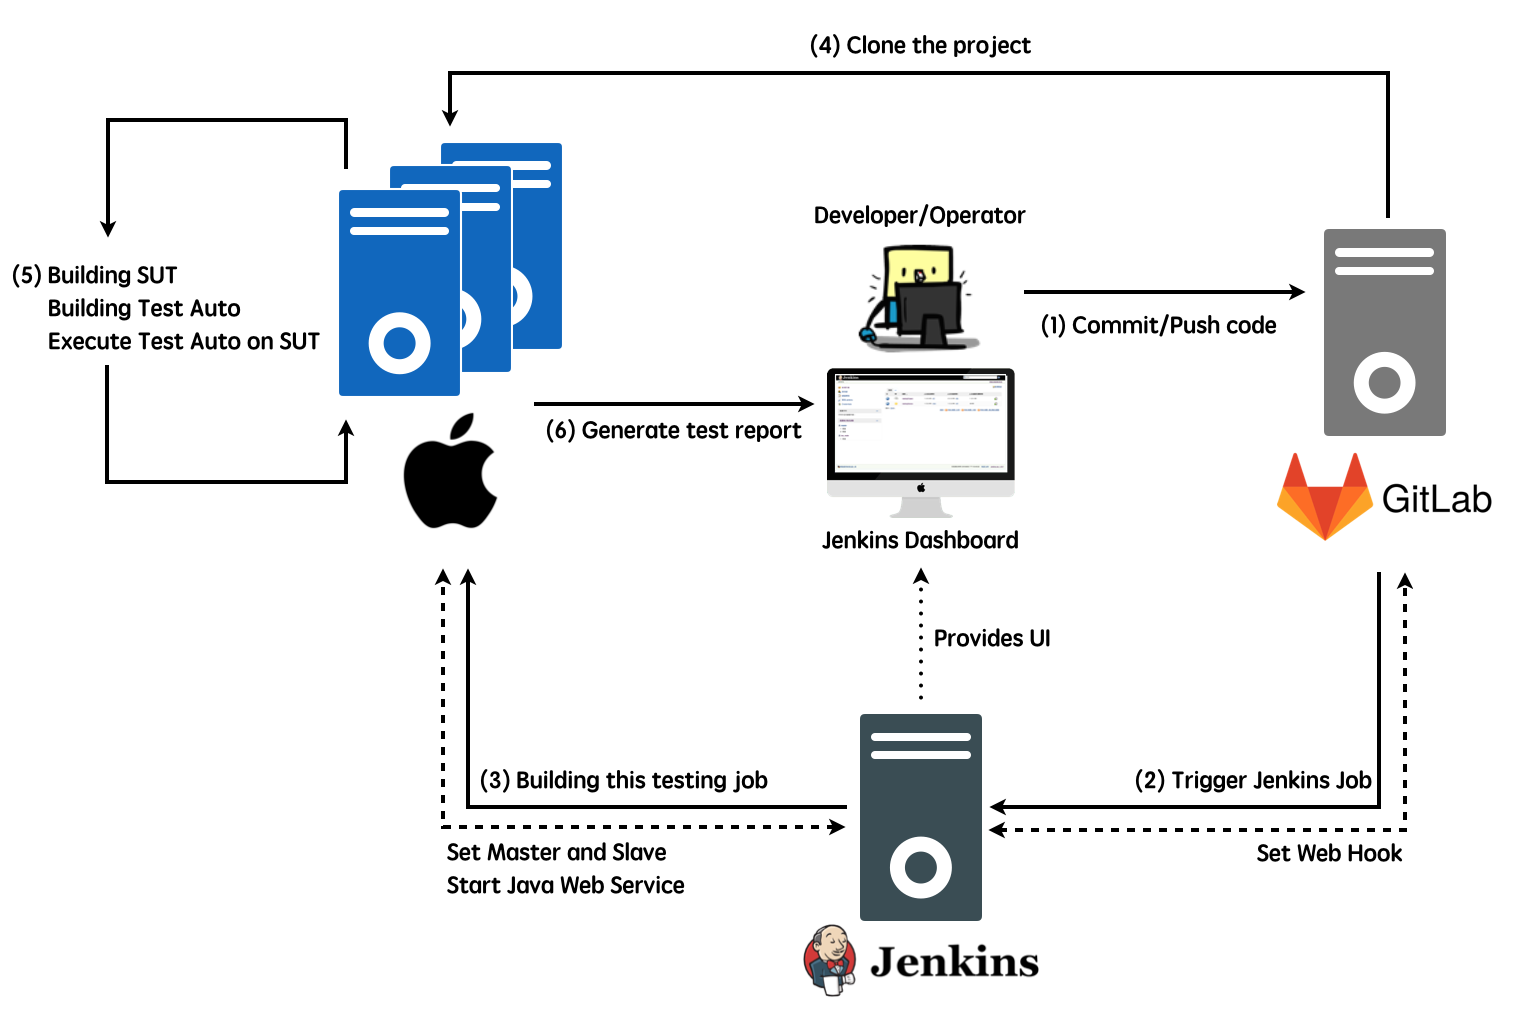 (4) Clone the project
Developer/Operator
(5) Building SUT
Building Test Auto
Execute Test Auto on SUT
(1) Commit/Push code
(6) Generate test report
GitLab
Jenkins Dashboard
Provides UI
(3) Building this testing job
(2) Trigger Jenkins Job
Set Master and Slave
Start Java Web Service
Set Web Hook
Jenkins